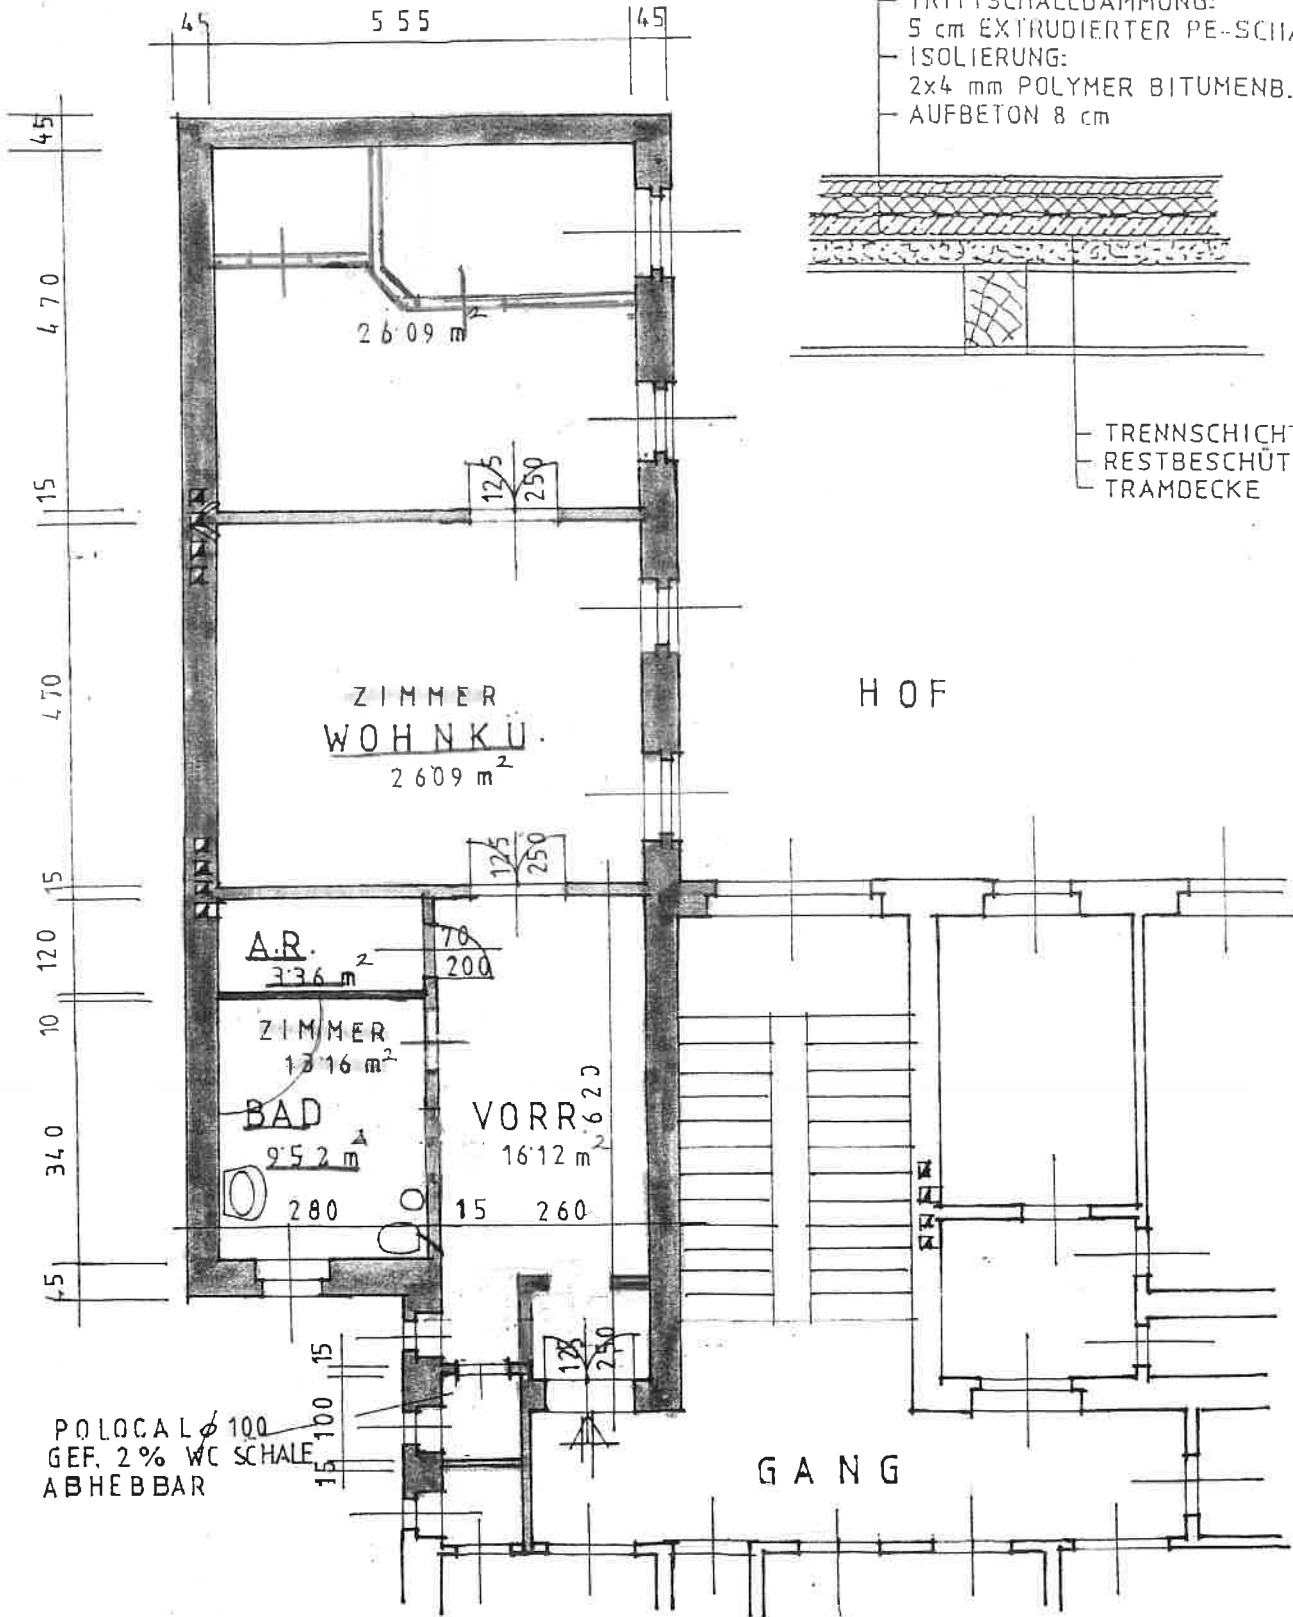 45
555
45
TRITTSCHALLDÄMMUNG:
5 cm EXTRUDIERTER PE-SCHA
ISOLIERUNG:
2x4 mm POLYMER BITUMENB.
AUFBETON 8 cm
45
470
26.09 m²
TRENNSCHICHT
RESTBESCHÜT
TRAMDECKE
15
125
250
470
ZIMMER
WOHNKÜ.
26.09 m²
HOF
15
125
250
120
A.R.
3.36 m²
70
200
10
ZIMMER
13.16 m²
340
BAD
9.52 m²
VORR.
16.12 m²
620
280
15
260
45
15
125
250
POLOCAL ø 100
GEF. 2% WC SCHALE
ABHEBBAR
100
15
GANG